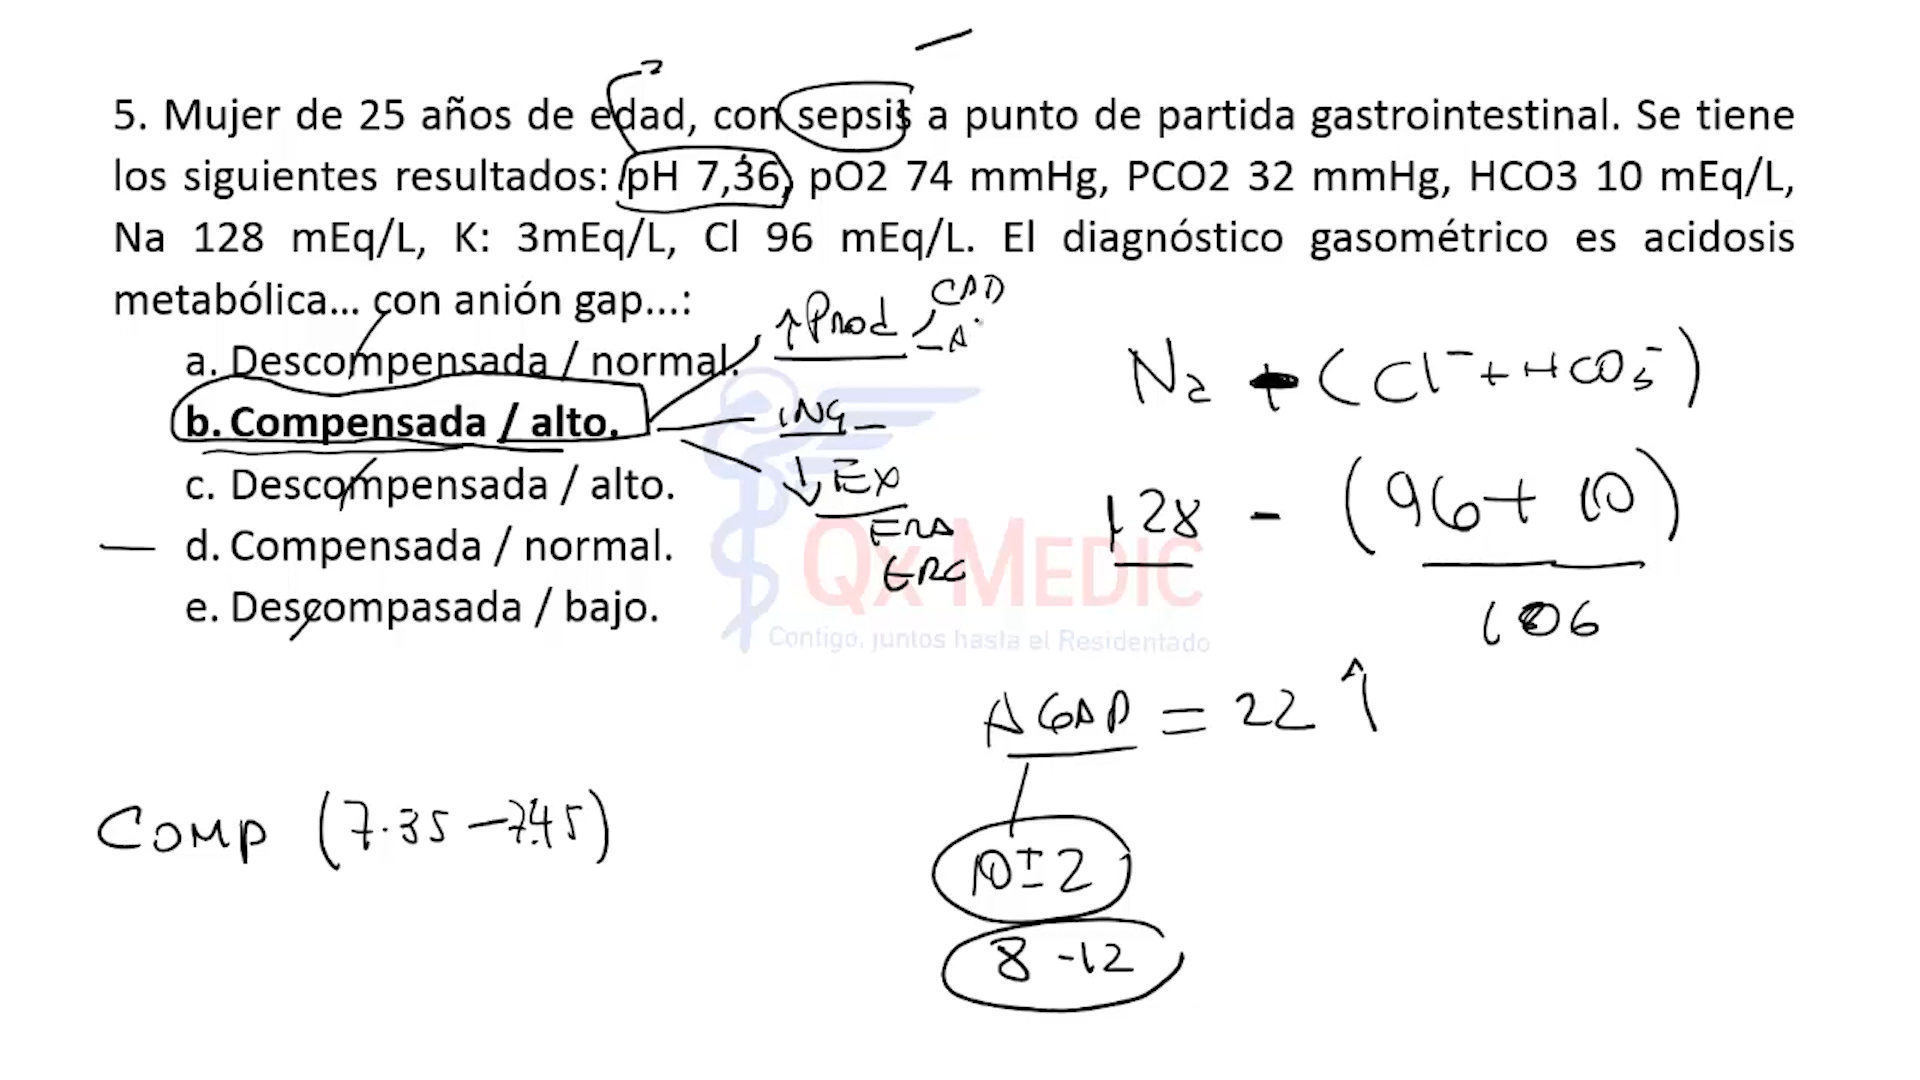 5. Mujer de 25 años de edad, con sepsis a punto de partida gastrointestinal. Se tiene
los siguientes resultados: pH 7,36, pO2 74 mmHg, PCO2 32 mmHg, HCO3 10 mEq/L,
Na 128 mEq/L, K: 3mEq/L, Cl 96 mEq/L. El diagnóstico gasométrico es acidosis
metabólica... con anión gap...:
a. Descompensada / normal.
b. Compensada / alto.
c. Descompensada / alto.
d. Compensada / normal.
e. Descompasada / bajo.
↑Prod
CAD
- A
ING
↓ Ex
ERA
ERC
Na - (Cl⁻ + HCO3⁻)
128 - (96 + 10)
106
Qx MEDIC
Contigo, juntos hasta el Residentado
A GAP = 22 ↑
10 ± 2
8 - 12
COMP (7.35 - 7.45)